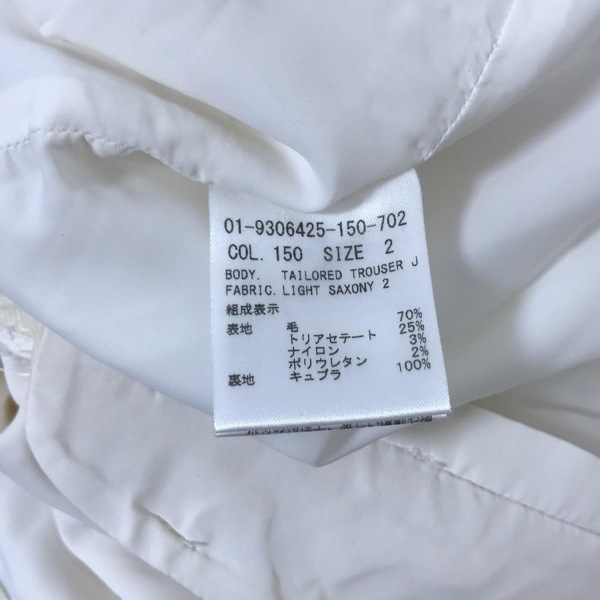 01-9306425-150-702
COL. 150 SIZE 2
BODY. TAILORED TROUSER J
FABRIC. LIGHT SAXONY 2
組成表示
表地 毛 70%
トリアセテート 25%
ナイロン 3%
ポリウレタン 2%
裏地 キュプラ 100%